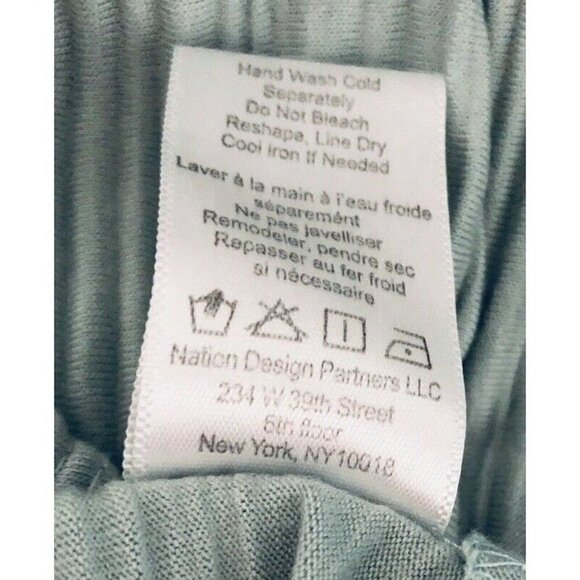 Hand Wash Cold
Separately
Do Not Bleach
Reshape, Line Dry
Cool Iron If Needed
Laver à la main à l'eau froide
séparemént
Ne pas javelliser
Remodeler, pendre sec
Repasser au fer froid
si nécessaire
Nation Design Partners LLC
234 W 39th Street
6th floor
New York, NY10018